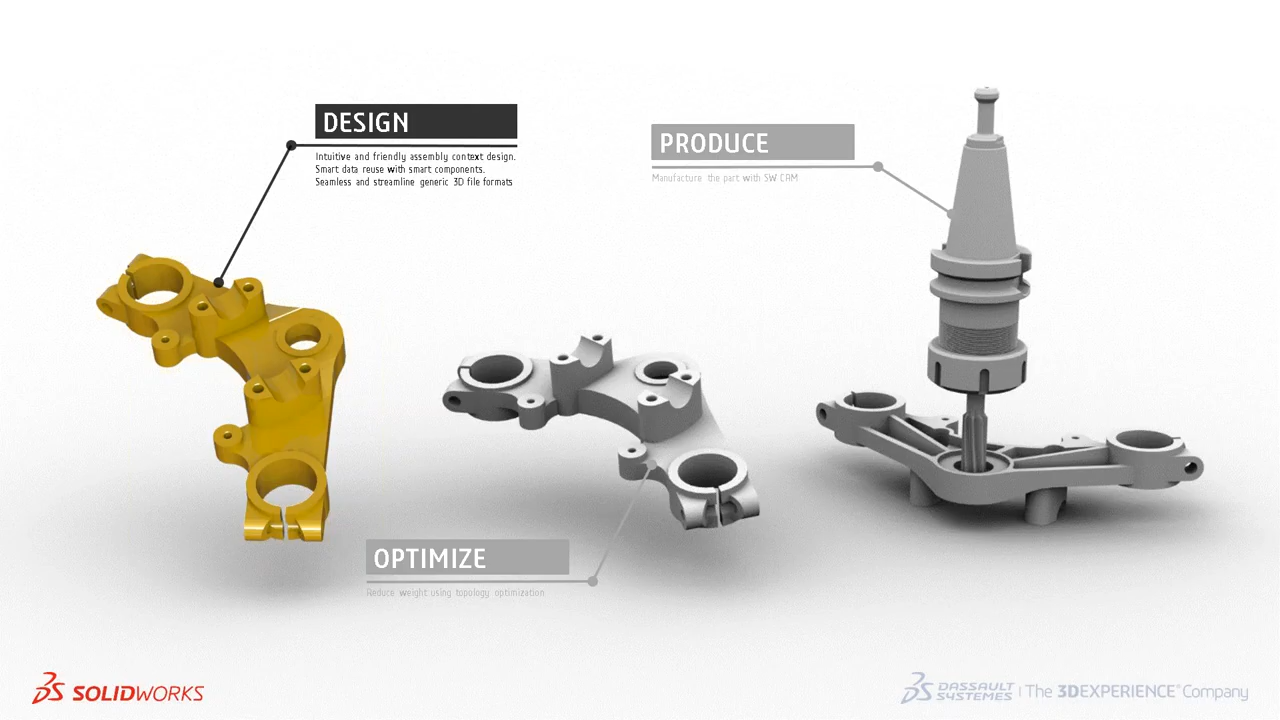 DESIGN
Intuitive and friendly assembly context design.
Smart data reuse with smart components.
Seamless and streamline generic 3D file formats
PRODUCE
Manufacture the part with SW CAM
OPTIMIZE
Reduce weight using topology optimization
SOLIDWORKS
DASSAULT SYSTEMES | The 3DEXPERIENCE® Company